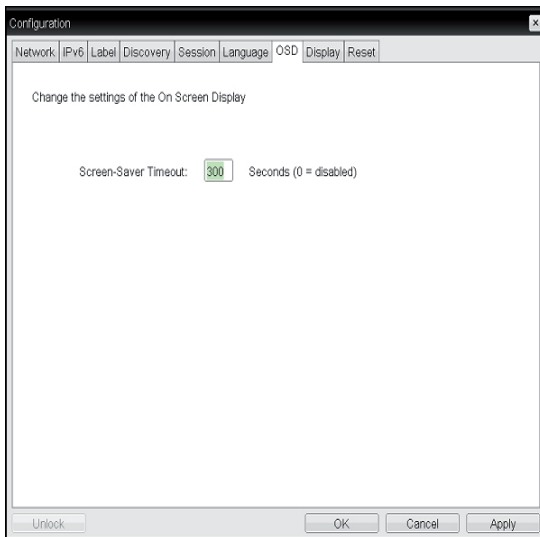 Configuration
Network IPv6 Label Discovery Session Language OSD Display Reset
Change the settings of the On Screen Display
Screen-Saver Timeout: 300 Seconds (0 = disabled)
Unlock OK Cancel Apply